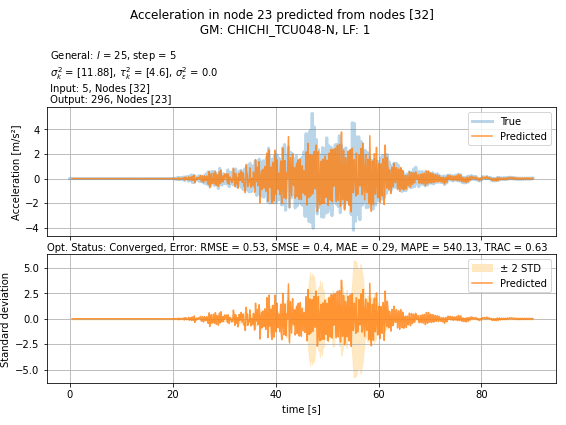 Acceleration in node 23 predicted from nodes [32]
GM: CHICHI_TCU048-N, LF: 1
General: l = 25, step = 5
σ²ₖ = [11.88], τ²ₖ = [4.6], σ²ε = 0.0
Input: 5, Nodes [32]
Output: 296, Nodes [23]
Acceleration [m/s²]
4
2
0
−2
−4
True
Predicted
Opt. Status: Converged, Error: RMSE = 0.53, SMSE = 0.4, MAE = 0.29, MAPE = 540.13, TRAC = 0.63
Standard deviation
5.0
2.5
0.0
−2.5
−5.0
± 2 STD
Predicted
0 20 40 60 80
time [s]